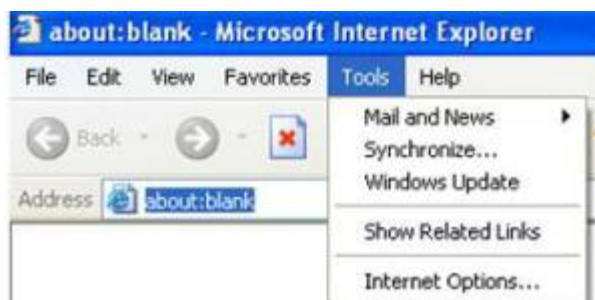 about:blank - Microsoft Internet Explorer
File Edit View Favorites Tools Help
Back
Mail and News
Synchronize...
Windows Update
Address about:blank
Show Related Links
Internet Options...